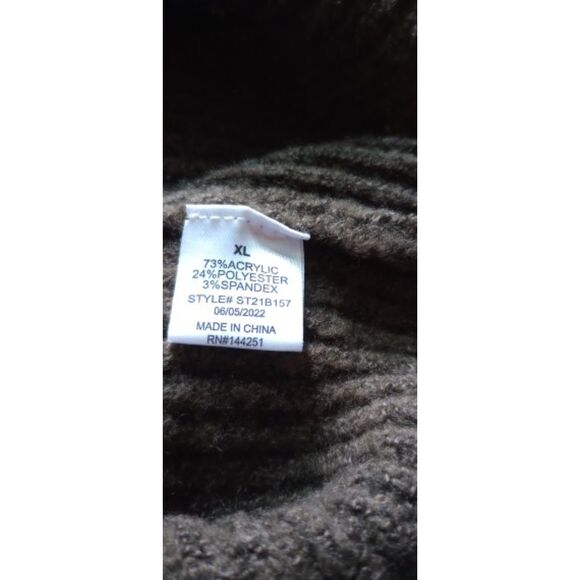 XL
73%ACRYLIC
24%POLYESTER
3%SPANDEX
STYLE# ST21B157
06/05/2022
MADE IN CHINA
RN#144251